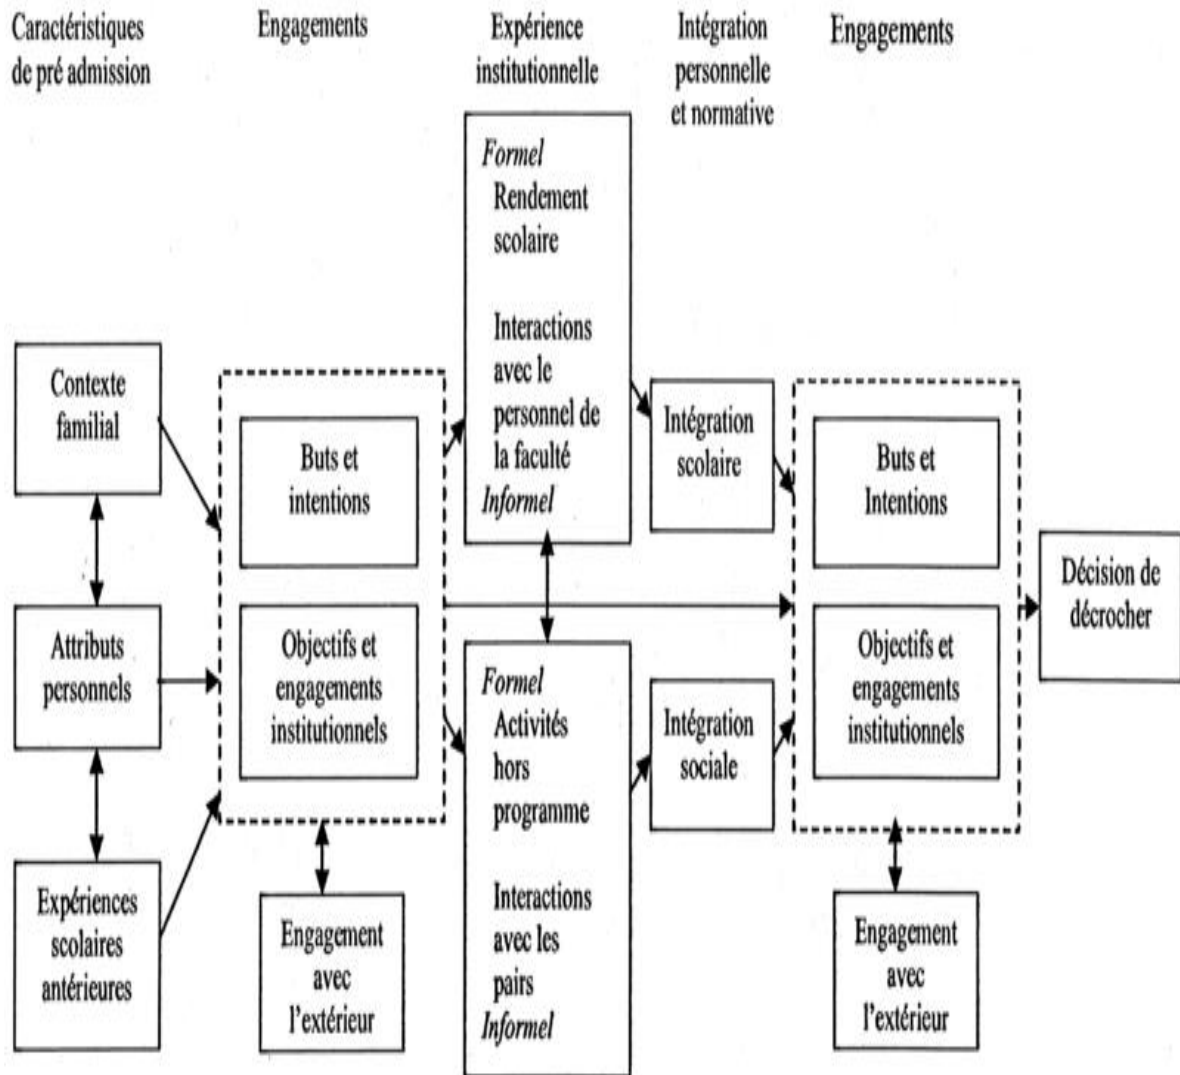 Caractéristiques
de pré admission
Engagements
Expérience
institutionnelle
Intégration
personnelle
et normative
Engagements
Contexte
familial
Attributs
personnels
Expériences
scolaires
antérieures
Buts et
intentions
Objectifs et
engagements
institutionnels
Engagement
avec
l'extérieur
Formel
Rendement
scolaire
Interactions
avec le
personnel de
la faculté
Informel
Formel
Activités
hors
programme
Interactions
avec les
pairs
Informel
Intégration
scolaire
Intégration
sociale
Buts et
Intentions
Objectifs et
engagements
institutionnels
Engagement
avec
l'extérieur
Décision de
décrocher